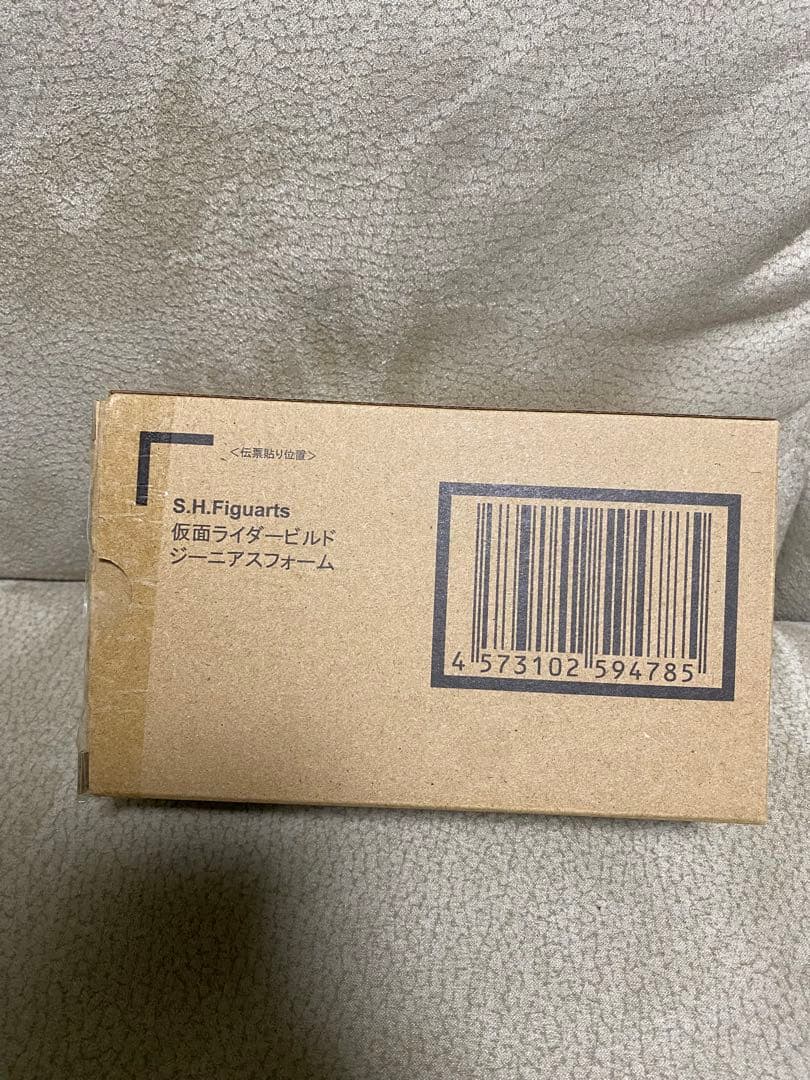 ＜伝票貼り位置＞
S.H.Figuarts
仮面ライダービルド
ジーニアスフォーム
4 573102 594785